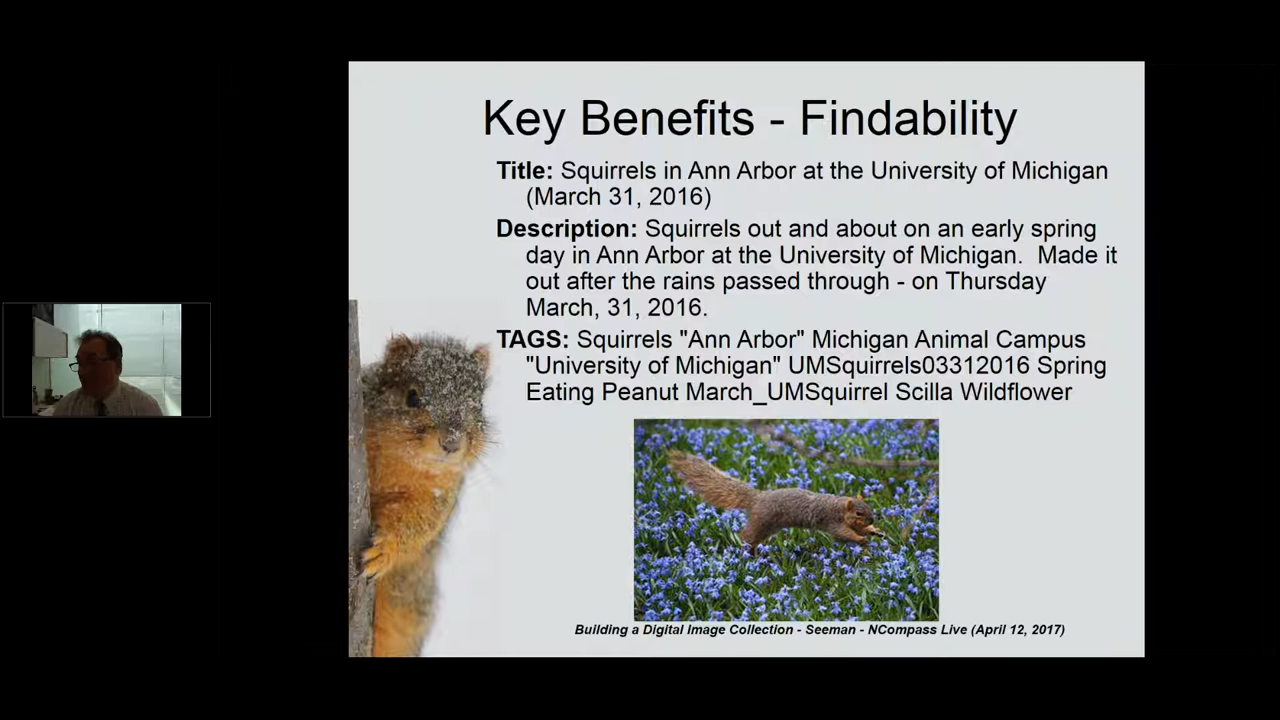 Key Benefits - Findability
Title: Squirrels in Ann Arbor at the University of Michigan
(March 31, 2016)
Description: Squirrels out and about on an early spring
day in Ann Arbor at the University of Michigan.  Made it
out after the rains passed through - on Thursday
March, 31, 2016.
TAGS: Squirrels "Ann Arbor" Michigan Animal Campus
"University of Michigan" UMSquirrels03312016 Spring
Eating Peanut March_UMSquirrel Scilla Wildflower
Building a Digital Image Collection - Seeman - NCompass Live (April 12, 2017)